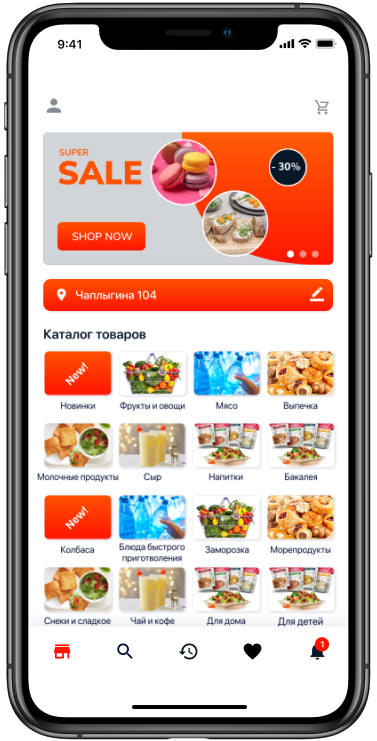 9:41
SUPER
SALE
- 30%
SHOP NOW
Чаплыгина 104
Каталог товаров
New!
Новинки
Фрукты и овощи
Мясо
Выпечка
Молочные продукты
Сыр
Напитки
Бакалея
New!
Колбаса
Блюда быстрого
приготволения
Заморозка
Морепродукты
Снеки и сладкое
Чай и кофе
Для дома
Для детей
1